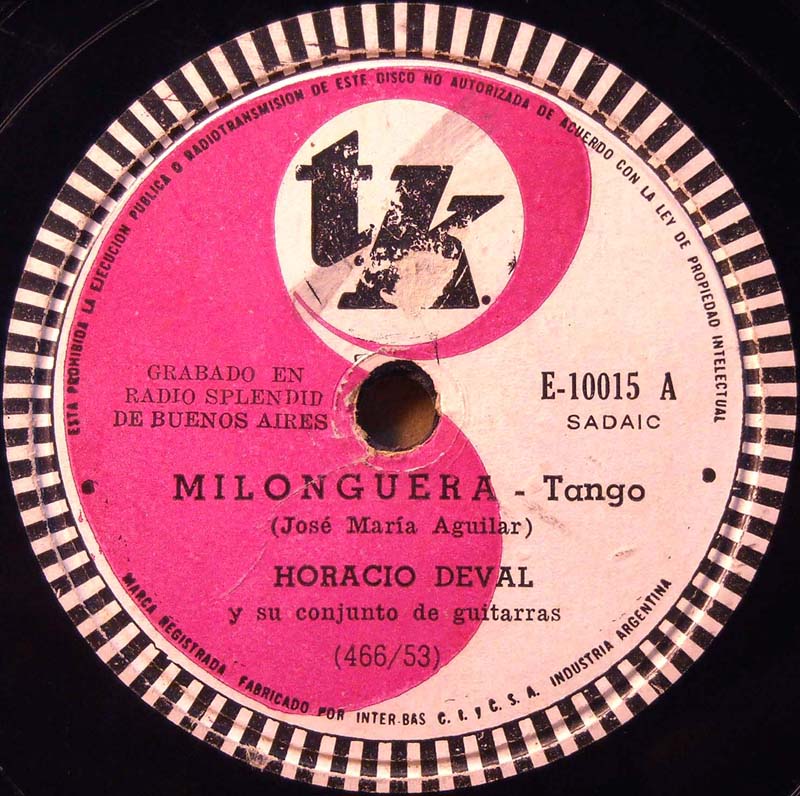 ESTA PROHIBIDA LA EJECUCION PUBLICA O RADIOTRANSMISION DE ESTE DISCO NO AUTORIZADA DE ACUERDO CON LA LEY DE PROPIEDAD INTELECTUAL
tk.
GRABADO EN
RADIO SPLENDID
DE BUENOS AIRES
E-10015 A
SADAIC
MILONGUERA - Tango
(José María Aguilar)
HORACIO DEVAL
y su conjunto de guitarras
(466/53)
MARCA REGISTRADA FABRICADO POR INTER-BAS C. I. y C. S. A. INDUSTRIA ARGENTINA